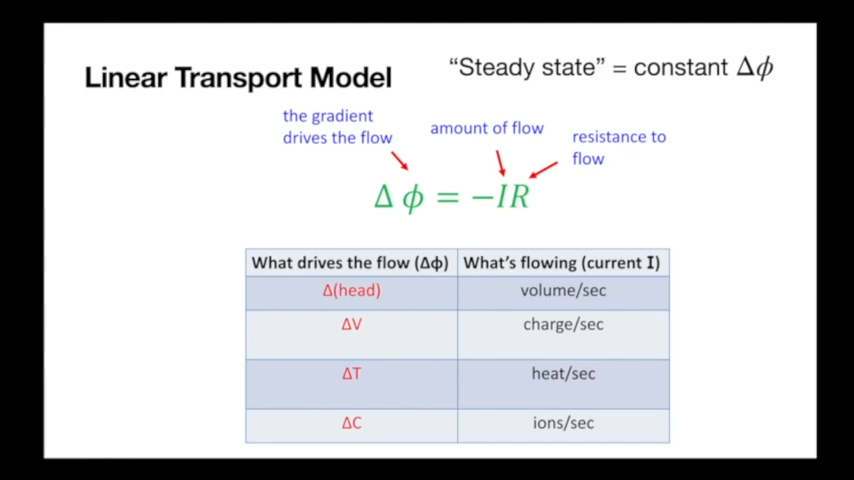 Linear Transport Model
“Steady state” = constant Δϕ
the gradient
drives the flow
amount of flow
resistance to
flow
Δ ϕ = −IR
What drives the flow (Δϕ) What's flowing (current I)
Δ(head) volume/sec
ΔV charge/sec
ΔT heat/sec
ΔC ions/sec